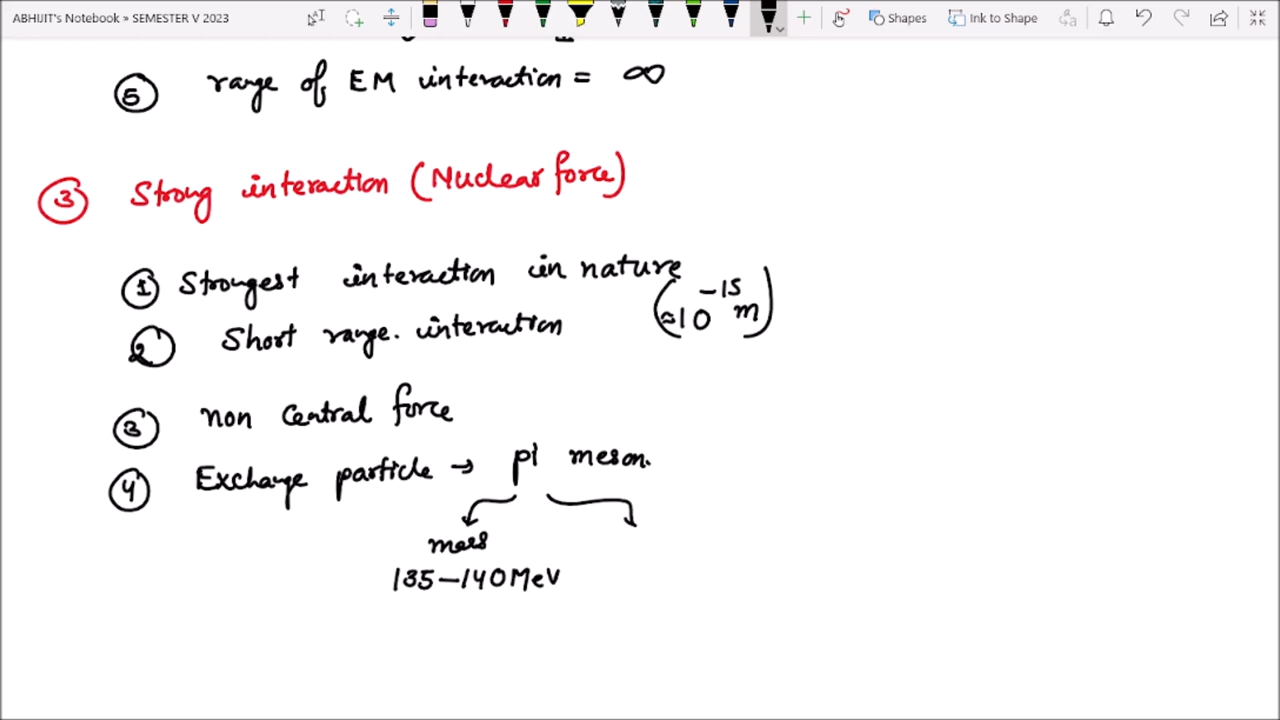 ABHIJIT's Notebook » SEMESTER V 2023
Shapes
Ink to Shape
⑤ range of EM interaction = ∞
③ Strong interaction (Nuclear force)
① Strongest interaction in nature
② Short range. interaction (≈10⁻¹⁵ m)
③ non Central force
④ Exchange particle → pi meson.
mass
135–140MeV